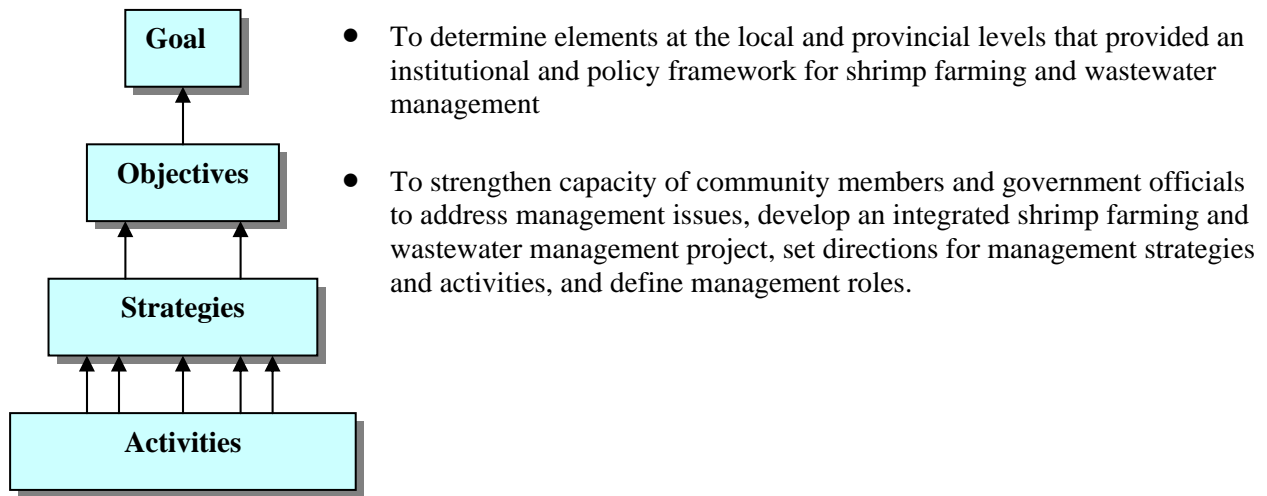 Goal
Objectives
Strategies
Activities
• To determine elements at the local and provincial levels that provided an
institutional and policy framework for shrimp farming and wastewater
management
• To strengthen capacity of community members and government officials
to address management issues, develop an integrated shrimp farming and
wastewater management project, set directions for management strategies
and activities, and define management roles.